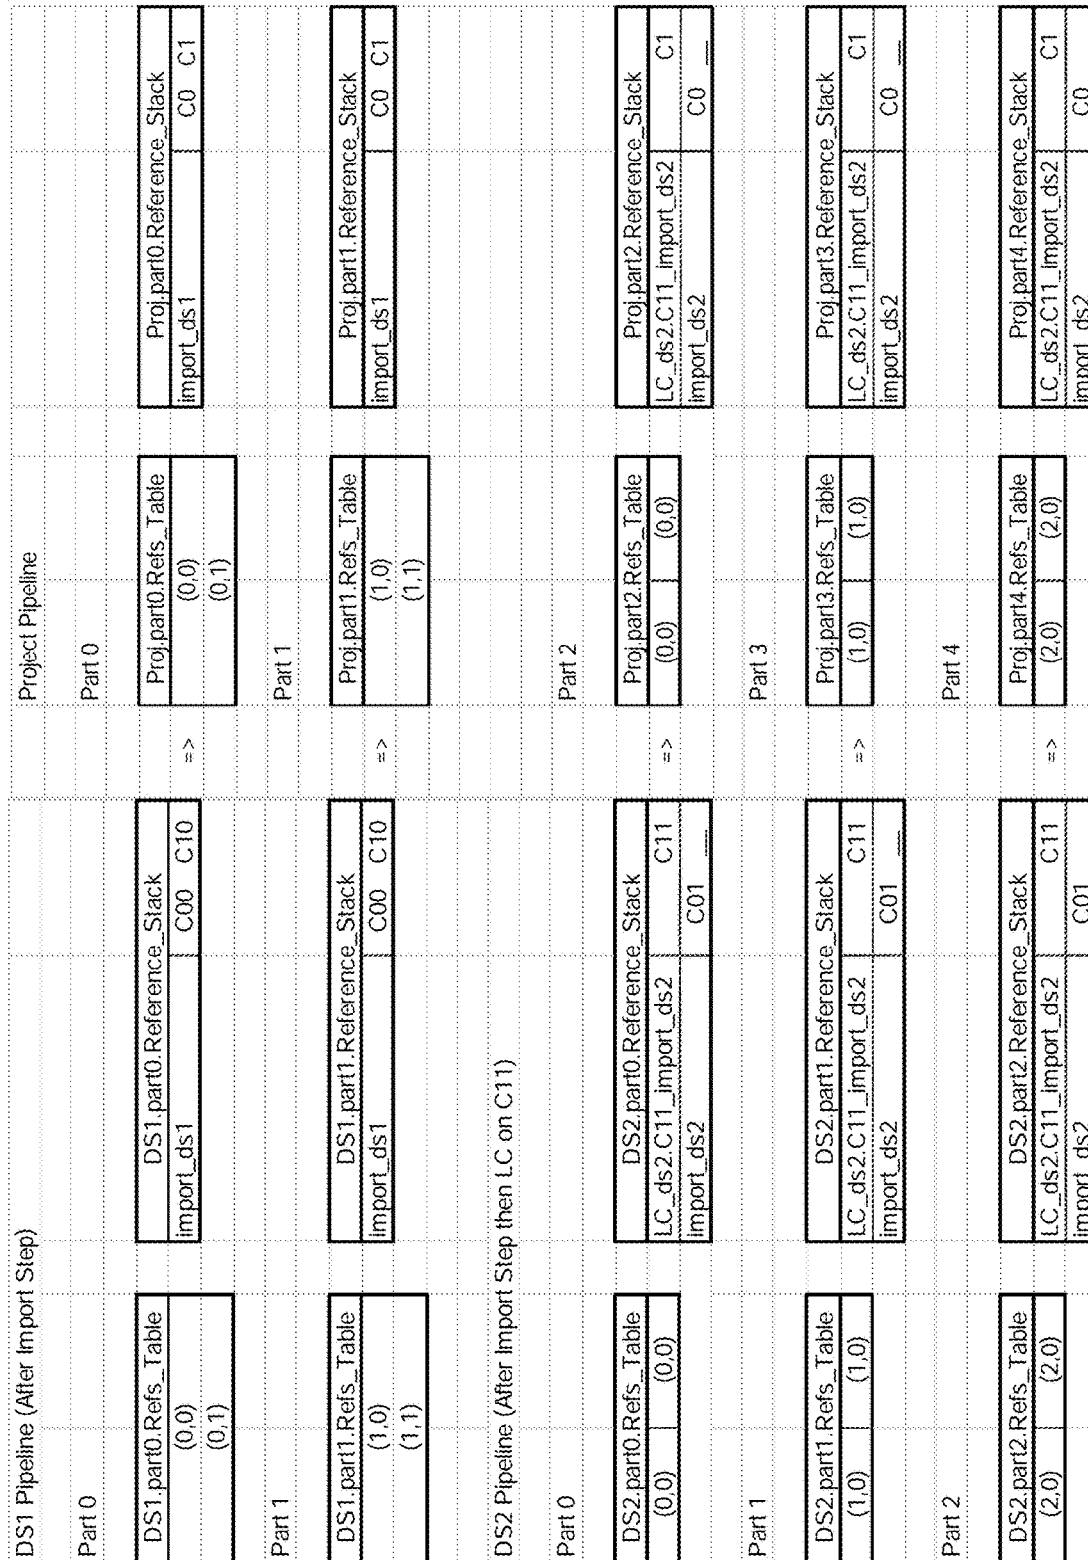 DS1 Pipeline (After Import Step)
Project Pipeline
Part 0
Part 0
DS1.part0.Refs_Table
DS1.part0.Reference_Stack
Proj.part0.Refs_Table
Proj.part0.Reference_Stack
(0,0) import_ds1 C00 C10 => (0,0) import_ds1 C0 C1
(0,1) (0,1)
Part 1
Part 1
DS1.part1.Refs_Table
DS1.part1.Reference_Stack
Proj.part1.Refs_Table
Proj.part1.Reference_Stack
(1,0) import_ds1 C00 C10 => (1,0) import_ds1 C0 C1
(1,1) (1,1)
DS2 Pipeline (After Import Step then LC on C11)
Part 0
Part 2
DS2.part0.Refs_Table
DS2.part0.Reference_Stack
Proj.part2.Refs_Table
Proj.part2.Reference_Stack
(0,0) (0,0) LC_ds2.C11_import_ds2 C11 => (0,0) (0,0) LC_ds2.C11_import_ds2 C1
import_ds2 C01 __ import_ds2 C0 __
Part 1
Part 3
DS2.part1.Refs_Table
DS2.part1.Reference_Stack
Proj.part3.Refs_Table
Proj.part3.Reference_Stack
(1,0) (1,0) LC_ds2.C11_import_ds2 C11 => (1,0) (1,0) LC_ds2.C11_import_ds2 C1
import_ds2 C01 __ import_ds2 C0 __
Part 2
Part 4
DS2.part2.Refs_Table
DS2.part2.Reference_Stack
Proj.part4.Refs_Table
Proj.part4.Reference_Stack
(2,0) (2,0) LC_ds2.C11_import_ds2 C11 => (2,0) (2,0) LC_ds2.C11_import_ds2 C1
import_ds2 C01 import_ds2 C0